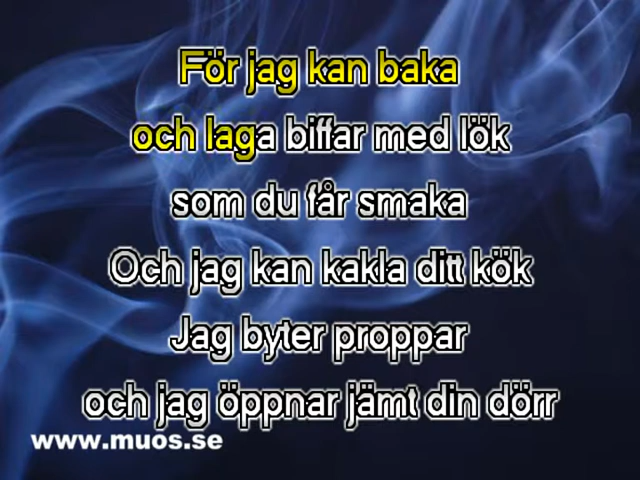 För jag kan baka
och laga biffar med lök
som du får smaka
Och jag kan kakla ditt kök
Jag byter proppar
och jag öppnar jämt din dörr
www.muos.se